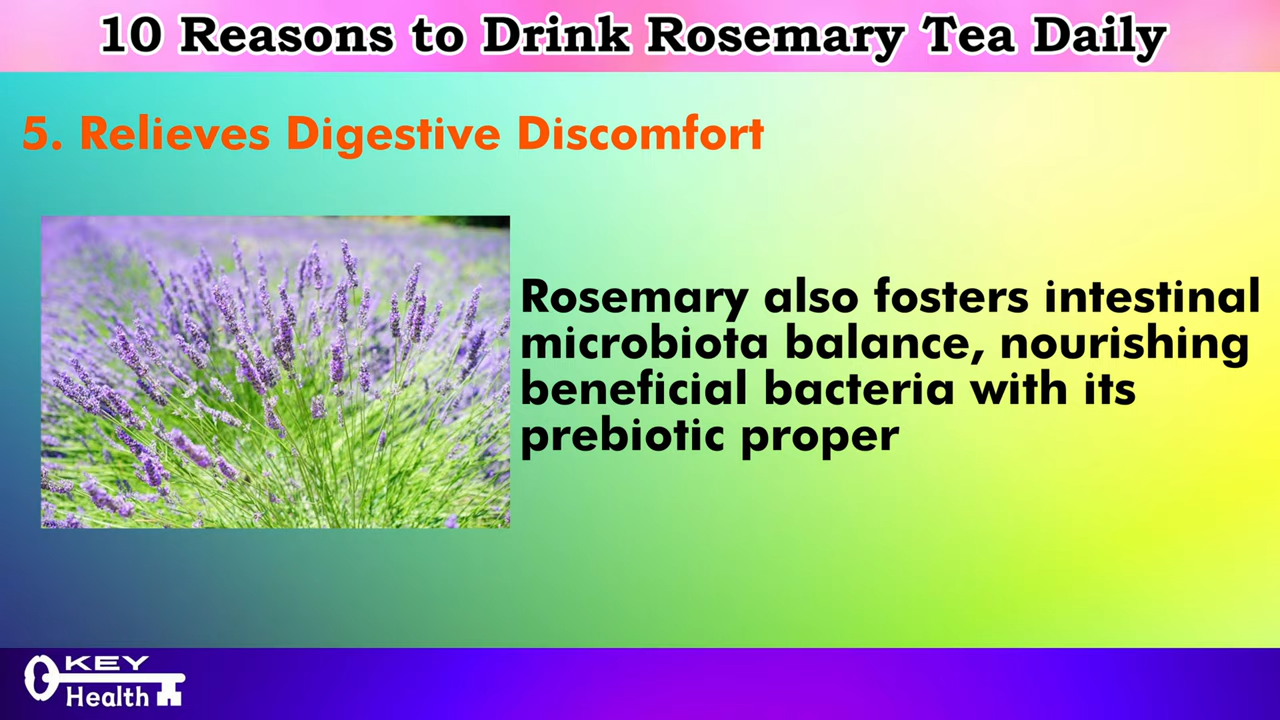 10 Reasons to Drink Rosemary Tea Daily
5. Relieves Digestive Discomfort
Rosemary also fosters intestinal
microbiota balance, nourishing
beneficial bacteria with its
prebiotic proper
KEY
Health